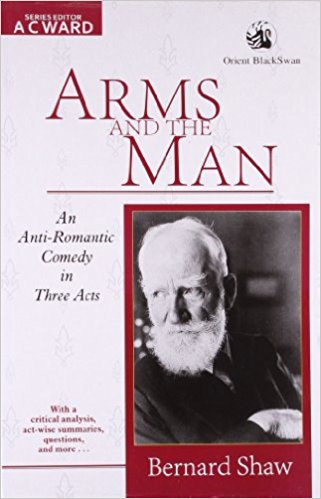 SERIES EDITOR
A C WARD
Orient BlackSwan
ARMS
AND THE
MAN
An
Anti-Romantic
Comedy
in
Three Acts
With a
critical analysis,
act-wise summaries,
questions,
and more . . .
Bernard Shaw